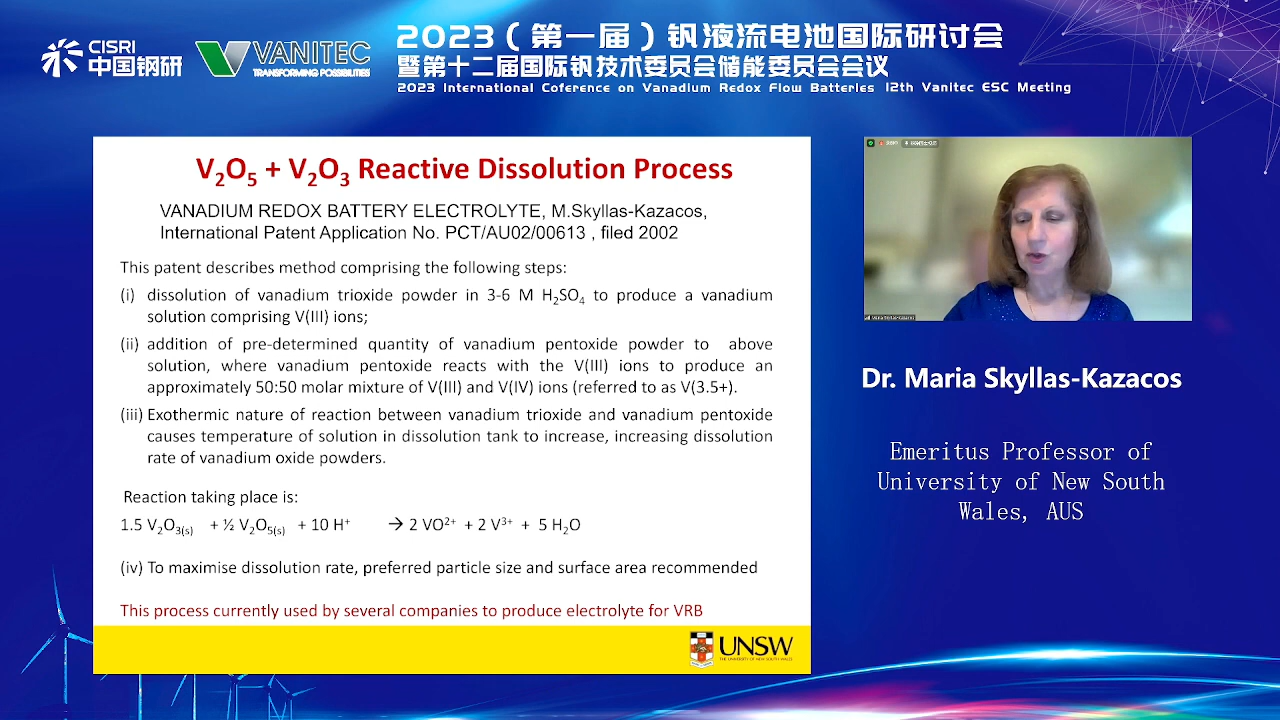 CISRI
中国钢研
VANITEC
TRANSFORMING POSSIBILITIES
2023（第一届）钒液流电池国际研讨会
暨第十二届国际钒技术委员会储能委员会会议
2023 International Coference on Vanadium Redox Flow Batteries 12th Vanitec ESC Meeting
V2O5 + V2O3 Reactive Dissolution Process
VANADIUM REDOX BATTERY ELECTROLYTE, M.Skyllas-Kazacos,
International Patent Application No. PCT/AU02/00613 , filed 2002
This patent describes method comprising the following steps:
(i) dissolution of vanadium trioxide powder in 3-6 M H2SO4 to produce a vanadium
solution comprising V(III) ions;
(ii) addition of pre-determined quantity of vanadium pentoxide powder to above
solution, where vanadium pentoxide reacts with the V(III) ions to produce an
approximately 50:50 molar mixture of V(III) and V(IV) ions (referred to as V(3.5+).
(iii) Exothermic nature of reaction between vanadium trioxide and vanadium pentoxide
causes temperature of solution in dissolution tank to increase, increasing dissolution
rate of vanadium oxide powders.
Reaction taking place is:
1.5 V2O3(s) + ½ V2O5(s) + 10 H+ → 2 VO2+ + 2 V3+ + 5 H2O
(iv) To maximise dissolution rate, preferred particle size and surface area recommended
This process currently used by several companies to produce electrolyte for VRB
UNSW
THE UNIVERSITY OF NEW SOUTH WALES
Maria Skyllas-Kazacos
Dr. Maria Skyllas-Kazacos
Emeritus Professor of
University of New South
Wales, AUS